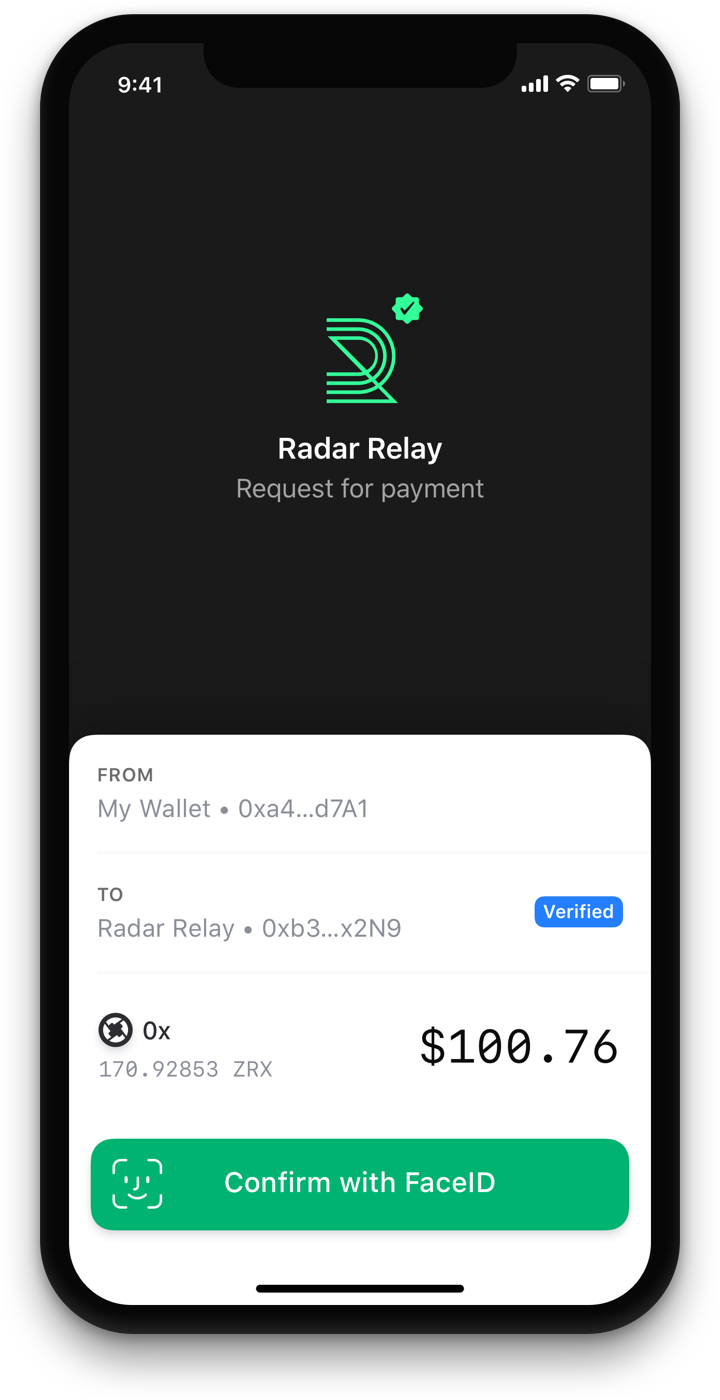 9:41
Radar Relay
Request for payment
FROM
My Wallet • 0xa4...d7A1
TO
Radar Relay • 0xb3...x2N9
Verified
0x
170.92853 ZRX
$100.76
Confirm with FaceID